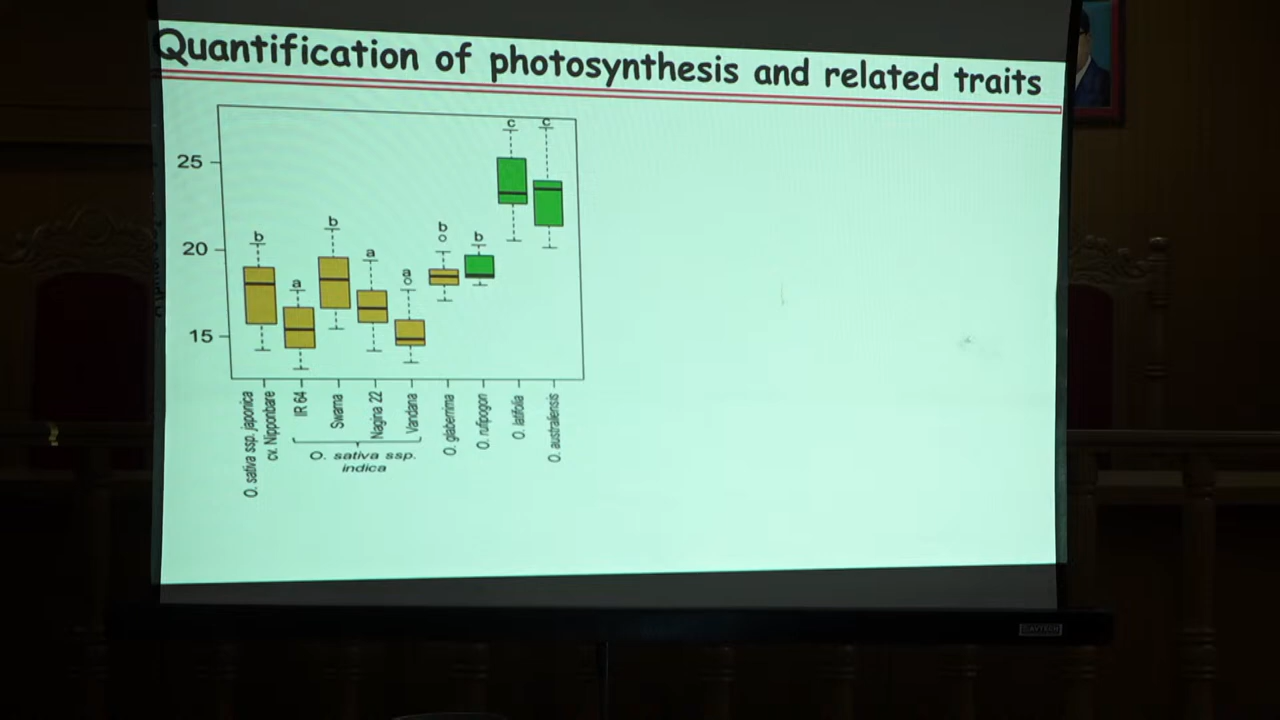 Quantification of photosynthesis and related traits
25
20
15
b
a
b
a
a
b
b
c
c
O. sativa ssp. japonica
cv. Nipponbare
IR 64
Swarna
Nagina 22
Vandana
O. glaberrima
O. rufipogon
O. latifolia
O. australiensis
O. sativa ssp.
indica